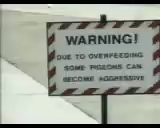 WARNING!
DUE TO OVERFEEDING
SOME PIGEONS CAN
BECOME AGGRESSIVE